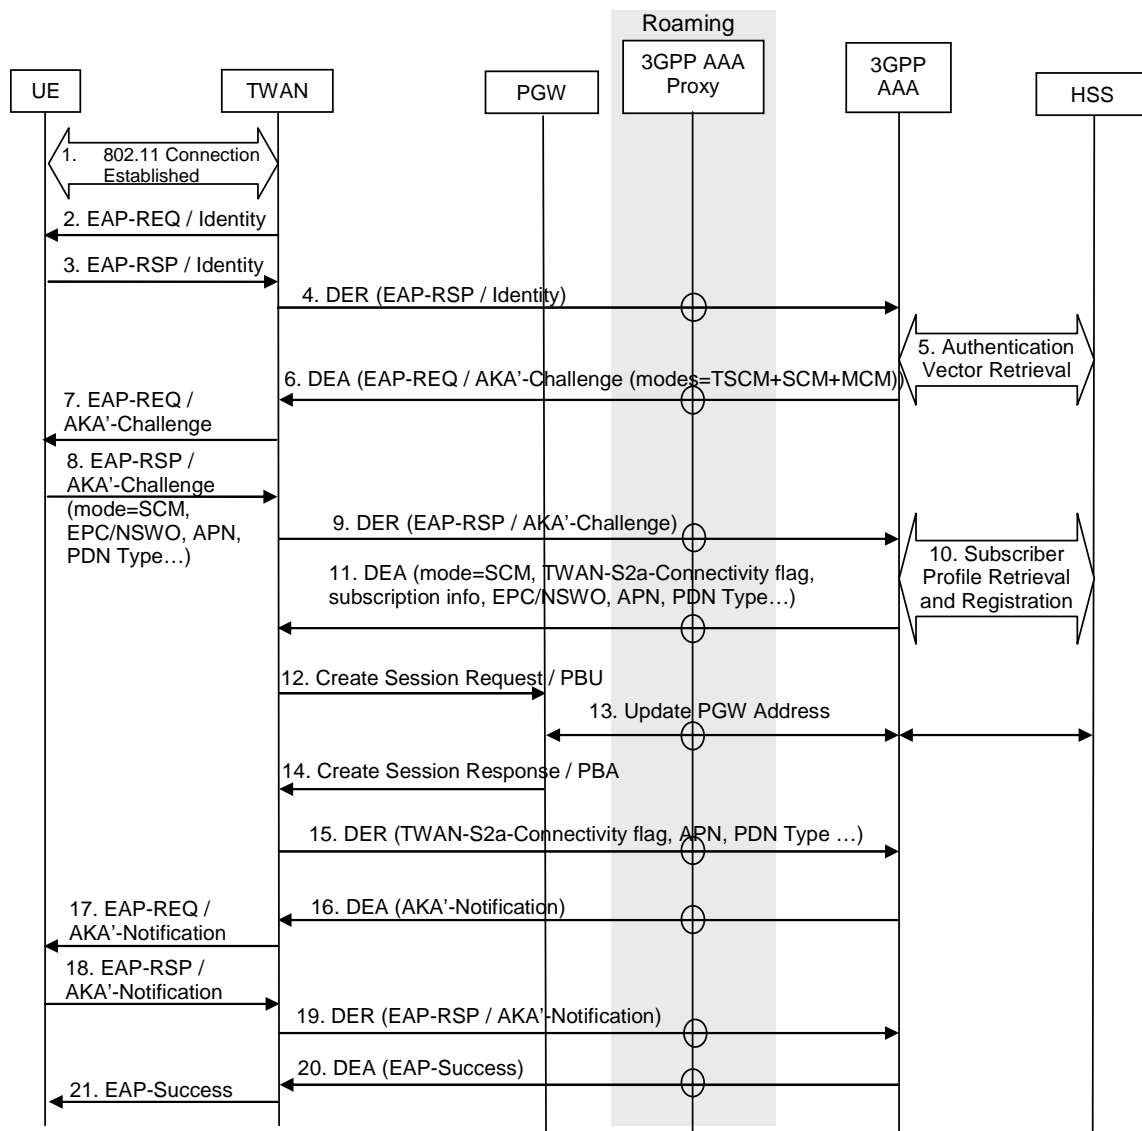 Roaming
UE
TWAN
PGW
3GPP AAA
Proxy
3GPP
AAA
HSS
1. 802.11 Connection
Established
2. EAP-REQ / Identity
3. EAP-RSP / Identity
4. DER (EAP-RSP / Identity)
5. Authentication
Vector Retrieval
6. DEA (EAP-REQ / AKA’-Challenge (modes=TSCM+SCM+MCM))
7. EAP-REQ /
AKA’-Challenge
8. EAP-RSP /
AKA’-Challenge
(mode=SCM,
EPC/NSWO, APN,
PDN Type…)
9. DER (EAP-RSP / AKA’-Challenge)
10. Subscriber
Profile Retrieval
and Registration
11. DEA (mode=SCM, TWAN-S2a-Connectivity flag,
subscription info, EPC/NSWO, APN, PDN Type…)
12. Create Session Request / PBU
13. Update PGW Address
14. Create Session Response / PBA
15. DER (TWAN-S2a-Connectivity flag, APN, PDN Type …)
16. DEA (AKA’-Notification)
17. EAP-REQ /
AKA’-Notification
18. EAP-RSP /
AKA’-Notification
19. DER (EAP-RSP / AKA’-Notification)
20. DEA (EAP-Success)
21. EAP-Success